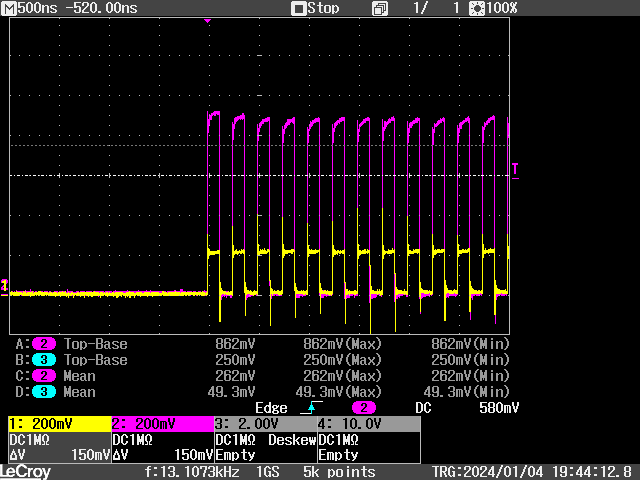 M 500ns -520.00ns Stop 1/ 1 100%
T
1
A: 2 Top-Base 862mV 862mV(Max) 862mV(Min)
B: 3 Top-Base 250mV 250mV(Max) 250mV(Min)
C: 2 Mean 262mV 262mV(Max) 262mV(Min)
D: 3 Mean 49.3mV 49.3mV(Max) 49.3mV(Min)
Edge 2 DC 580mV
1: 200mV 2: 200mV 3: 2.00V 4: 10.0V
DC1MΩ DC1MΩ DC1MΩ Deskew DC1MΩ
ΔV 150mV ΔV 150mV Empty Empty
LeCroy f:13.1073kHz 1GS 5k points TRG:2024/01/04 19:44:12.8